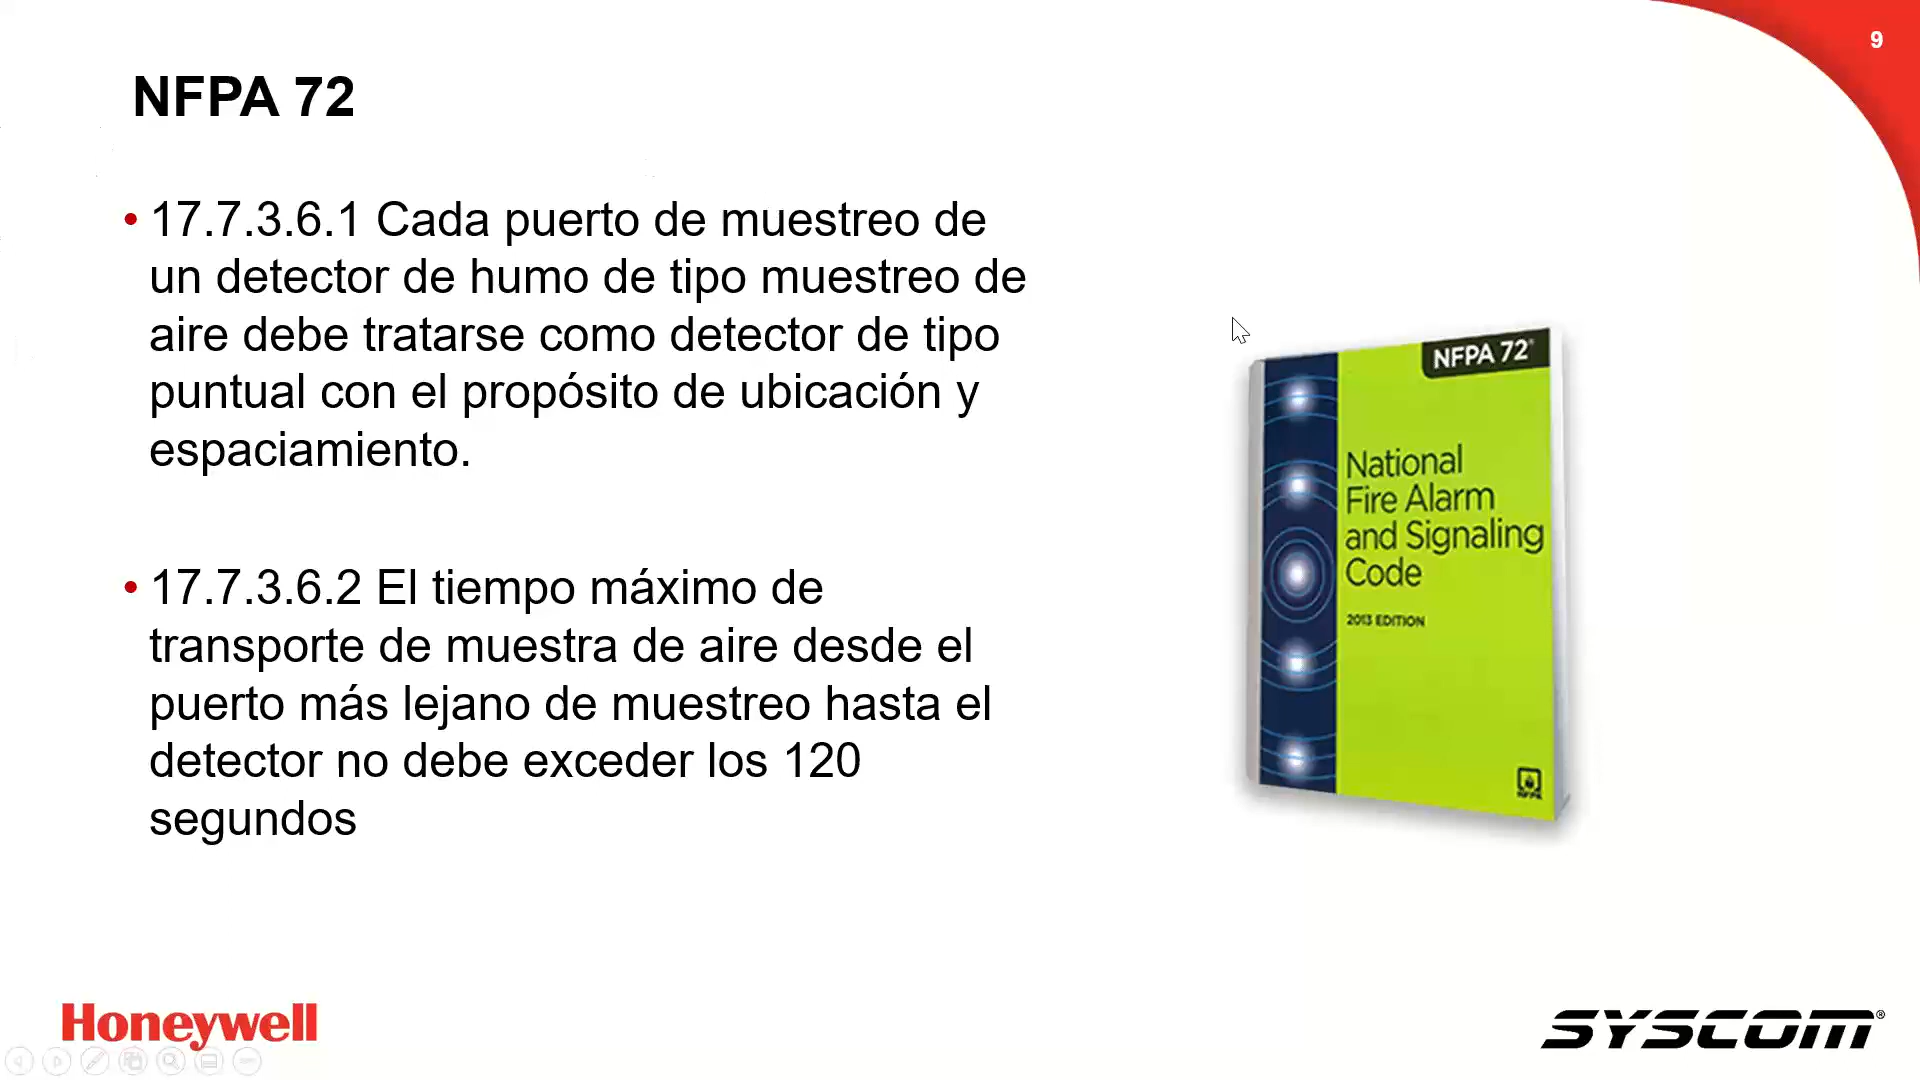 9
NFPA 72
• 17.7.3.6.1 Cada puerto de muestreo de
un detector de humo de tipo muestreo de
aire debe tratarse como detector de tipo
puntual con el propósito de ubicación y
espaciamiento.
• 17.7.3.6.2 El tiempo máximo de
transporte de muestra de aire desde el
puerto más lejano de muestreo hasta el
detector no debe exceder los 120
segundos
NFPA 72®
National
Fire Alarm
and Signaling
Code
2013 EDITION
NFPA
Honeywell
SYSCOM®